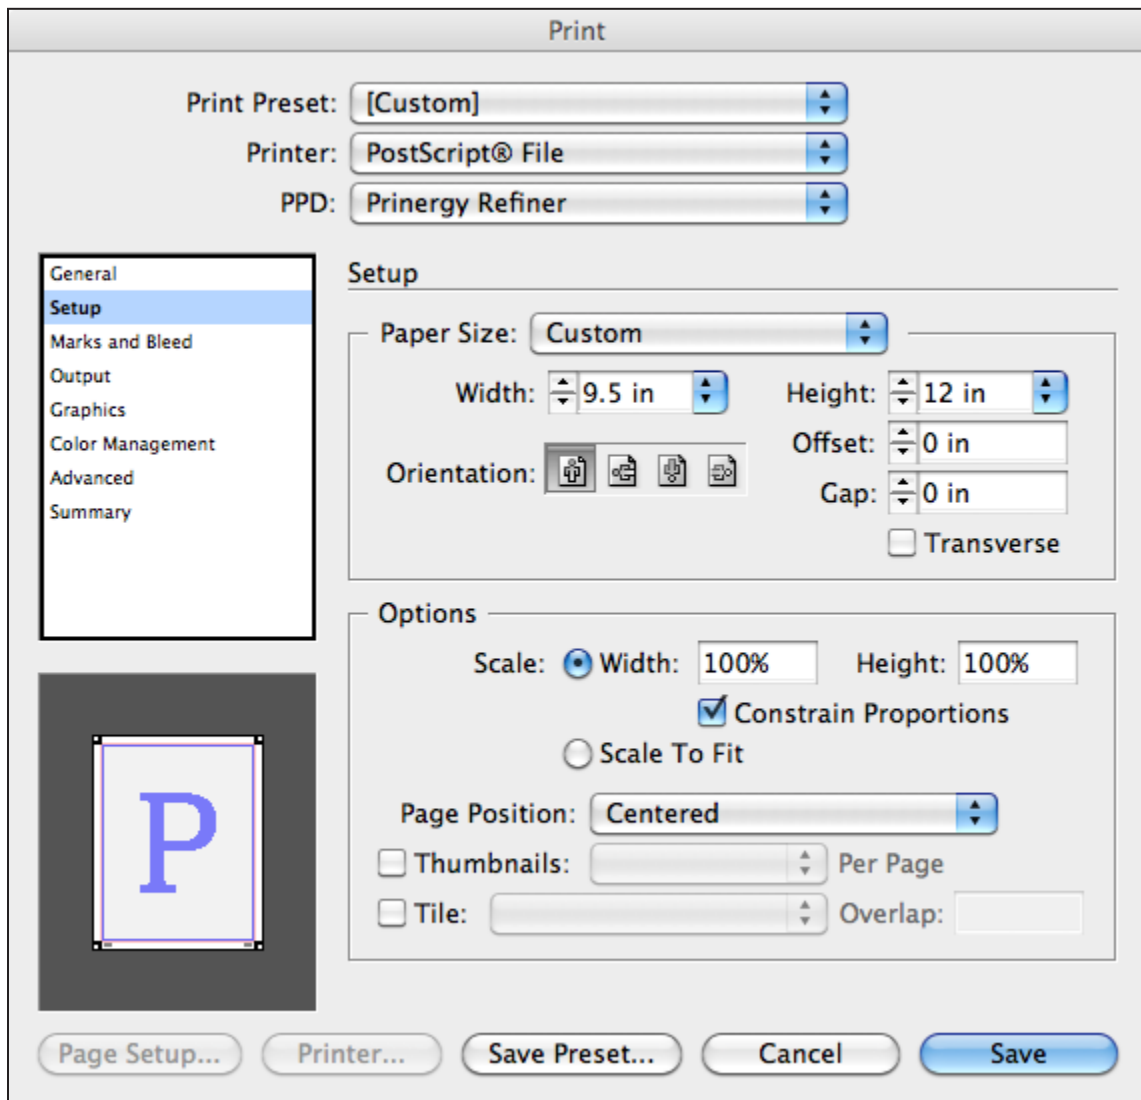 Print
Print Preset: [Custom]
Printer: PostScript® File
PPD: Prinergy Refiner
General
Setup
Marks and Bleed
Output
Graphics
Color Management
Advanced
Summary
Setup
Paper Size: Custom
Width: 9.5 in Height: 12 in
Orientation: Offset: 0 in
Gap: 0 in
Transverse
Options
Scale: Width: 100% Height: 100%
Constrain Proportions
Scale To Fit
Page Position: Centered
Thumbnails: Per Page
Tile: Overlap:
P
Page Setup... Printer... Save Preset... Cancel Save